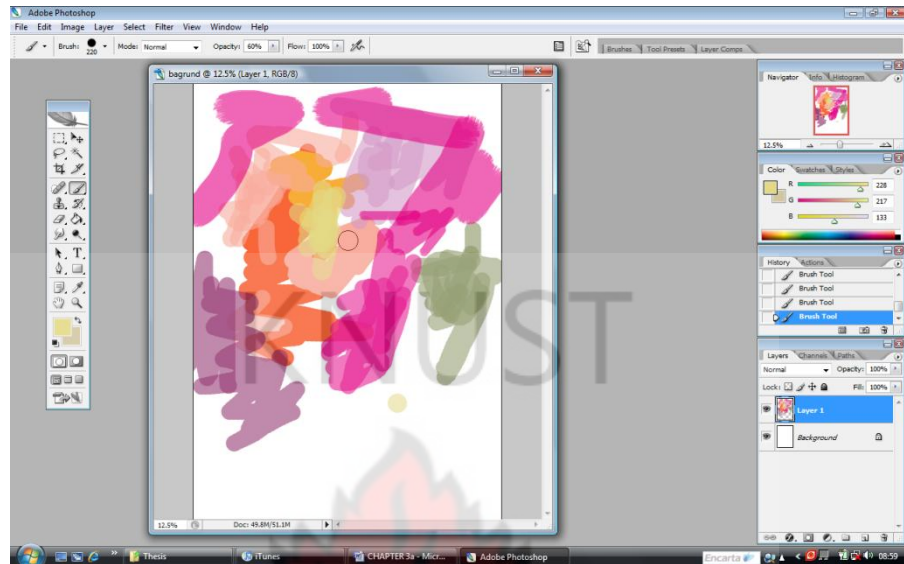 Adobe Photoshop
File Edit Image Layer Select Filter View Window Help
Brush: 220 Mode: Normal Opacity: 60% Flow: 100%
Brushes Tool Presets Layer Comps
bagrund @ 12.5% (Layer 1, RGB/8)
Navigator Info Histogram
12.5%
Color Swatches Styles
R 228
G 217
B 133
History Actions
Brush Tool
Brush Tool
Brush Tool
Brush Tool
Layers Channels Paths
Normal Opacity: 100%
Lock: Fill: 100%
Layer 1
Background
KNUST
12.5% Doc: 49.8M/51.1M
Thesis iTunes CHAPTER 3a - Micr... Adobe Photoshop Encarta 08:59